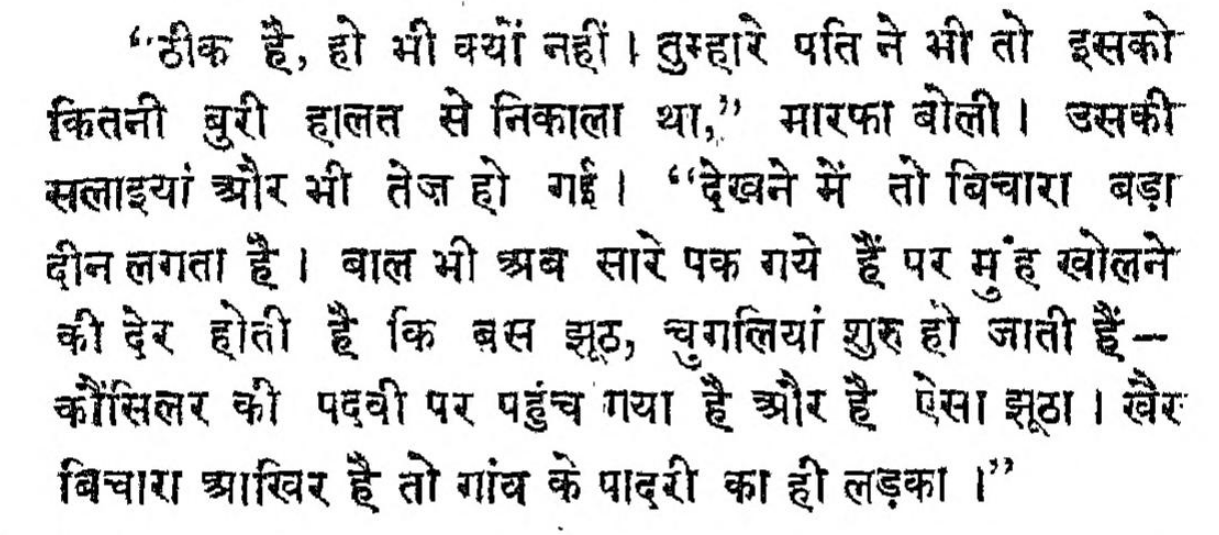 “ठीक है, हो भी क्यों नहीं। तुम्हारे पति ने भी तो इसको
कितनी बुरी हालत से निकाला था,” मारफा बोली। उसकी
सलाइयां और भी तेज़ हो गईं। “देखने में तो बिचारा बड़ा
दीन लगता है। बाल भी अब सारे पक गये हैं पर मुंह खोलने
की देर होती है कि बस झूठ, चुगलियां शुरु हो जाती हैं—
कौंसिलर की पदवी पर पहुंच गया है और है ऐसा झूठा। खैर
बिचारा आखिर है तो गांव के पादरी का ही लड़का।”